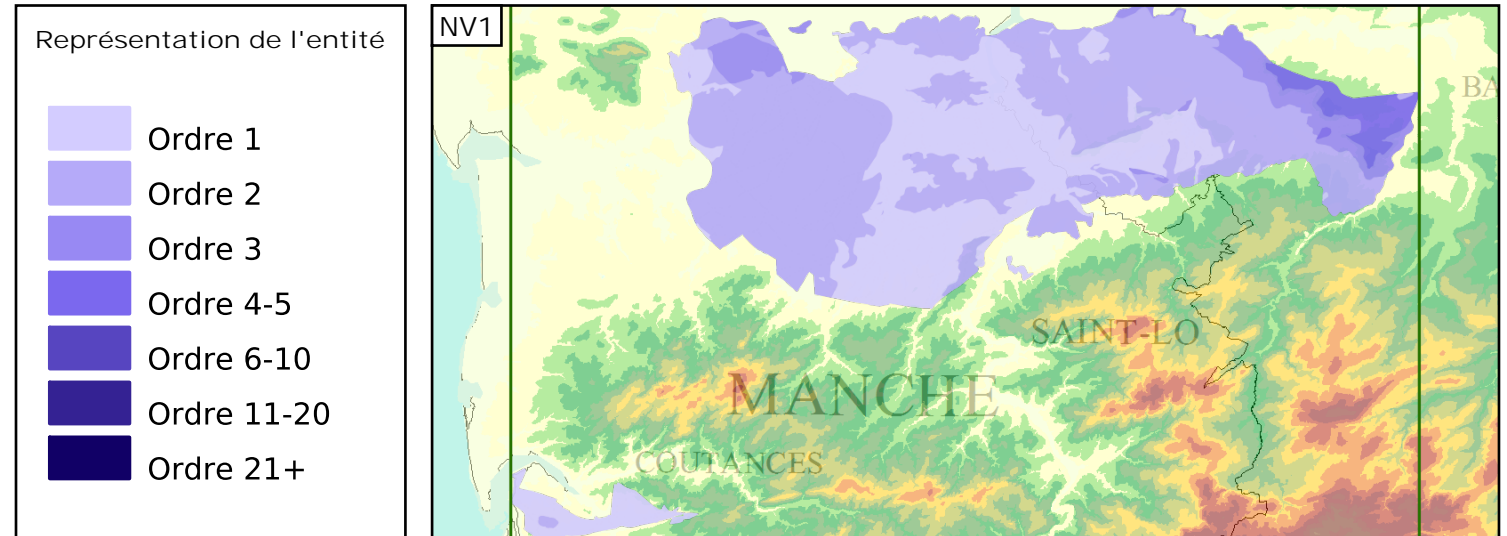 Représentation de l'entité
Ordre 1
Ordre 2
Ordre 3
Ordre 4-5
Ordre 6-10
Ordre 11-20
Ordre 21+
NV1
BA
SAINT-LO
MANCHE
COUTANCES